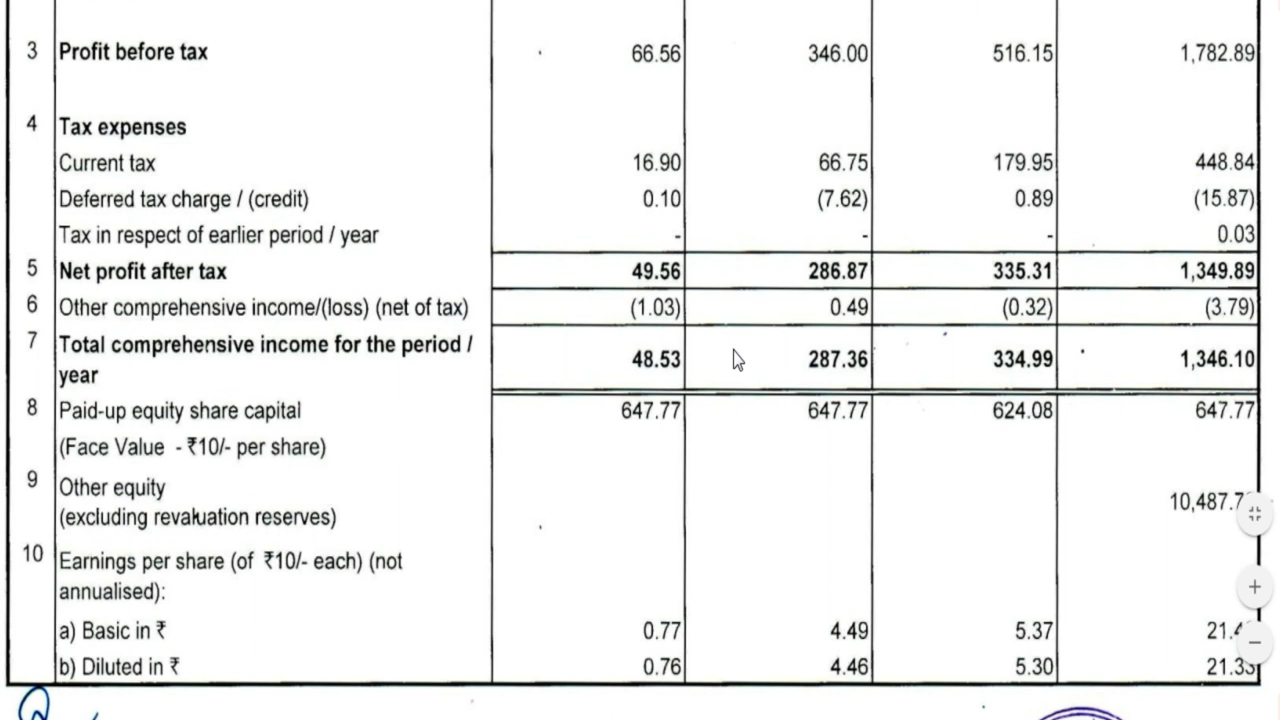 3 Profit before tax 66.56 346.00 516.15 1,782.89
4 Tax expenses
Current tax 16.90 66.75 179.95 448.84
Deferred tax charge / (credit) 0.10 (7.62) 0.89 (15.87)
Tax in respect of earlier period / year - - - 0.03
5 Net profit after tax 49.56 286.87 335.31 1,349.89
6 Other comprehensive income/(loss) (net of tax) (1.03) 0.49 (0.32) (3.79)
7 Total comprehensive income for the period /
year 48.53 287.36 334.99 1,346.10
8 Paid-up equity share capital 647.77 647.77 624.08 647.77
(Face Value - ₹10/- per share)
9 Other equity
(excluding revaluation reserves)
10 Earnings per share (of ₹10/- each) (not
annualised):
a) Basic in ₹ 0.77 4.49 5.37
b) Diluted in ₹ 0.76 4.46 5.30 21.33